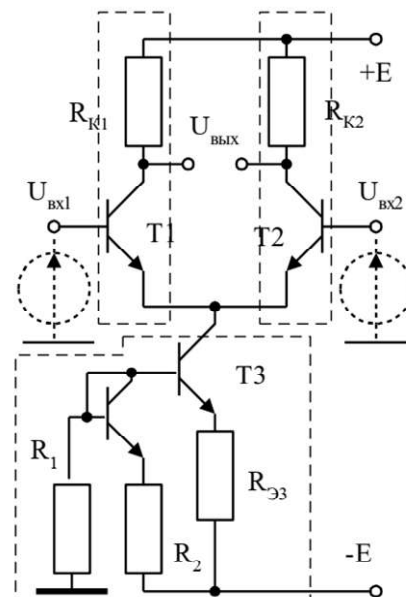 +E
R_К1
R_К2
U_вых
U_вх1
U_вх2
T1
T2
T3
R_1
R_Э3
R_2
-E